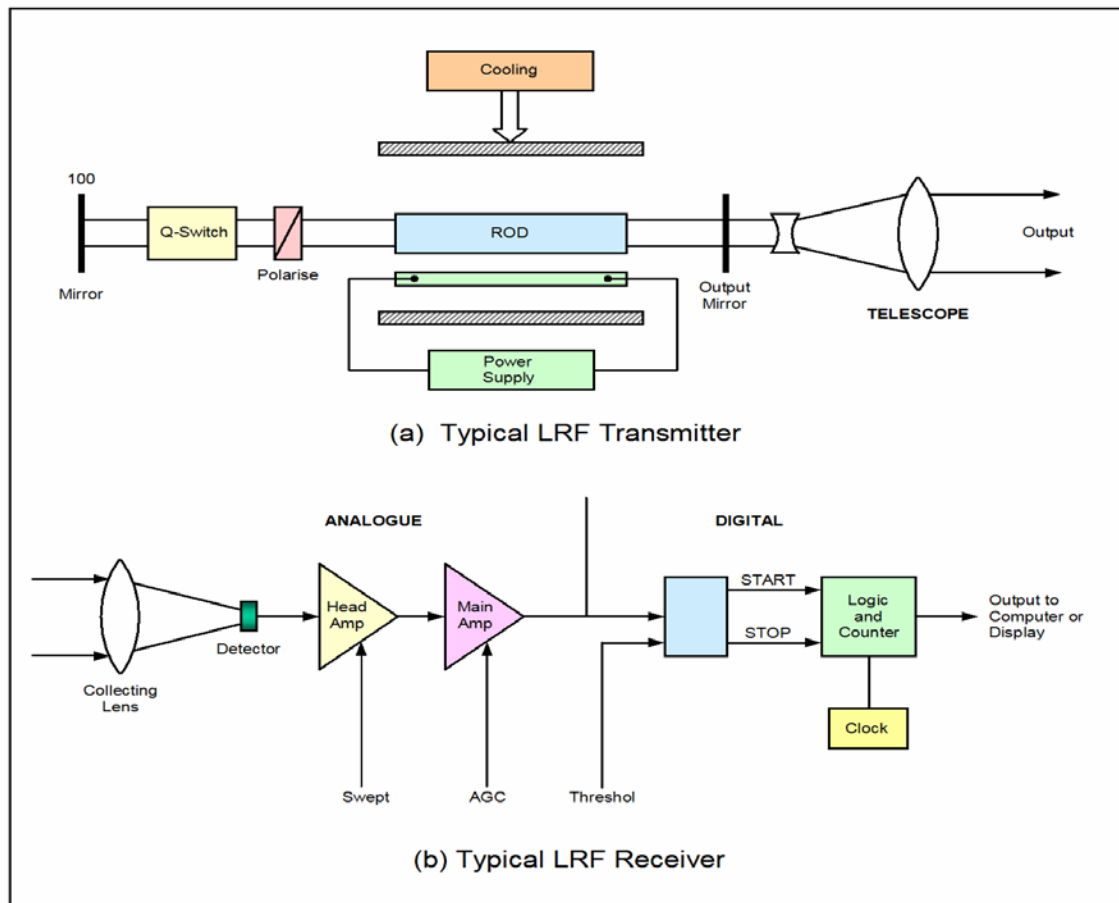 Cooling
100
Q-Switch
ROD
Polarise
Mirror
Output
Mirror
Output
TELESCOPE
Power
Supply
(a) Typical LRF Transmitter
ANALOGUE
DIGITAL
START
Head
Amp
Main
Amp
Logic
and
Counter
Output to
Computer or
Display
STOP
Detector
Collecting
Lens
Clock
Swept
AGC
Threshol
(b) Typical LRF Receiver